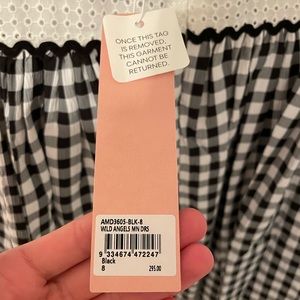 ONCE THIS TAG
IS REMOVED,
THIS GARMENT
CANNOT BE
RETURNED.
AMD3605-BLK-8
WILD ANGELS MN DRS
9 334674 472247
Black
8 295.00